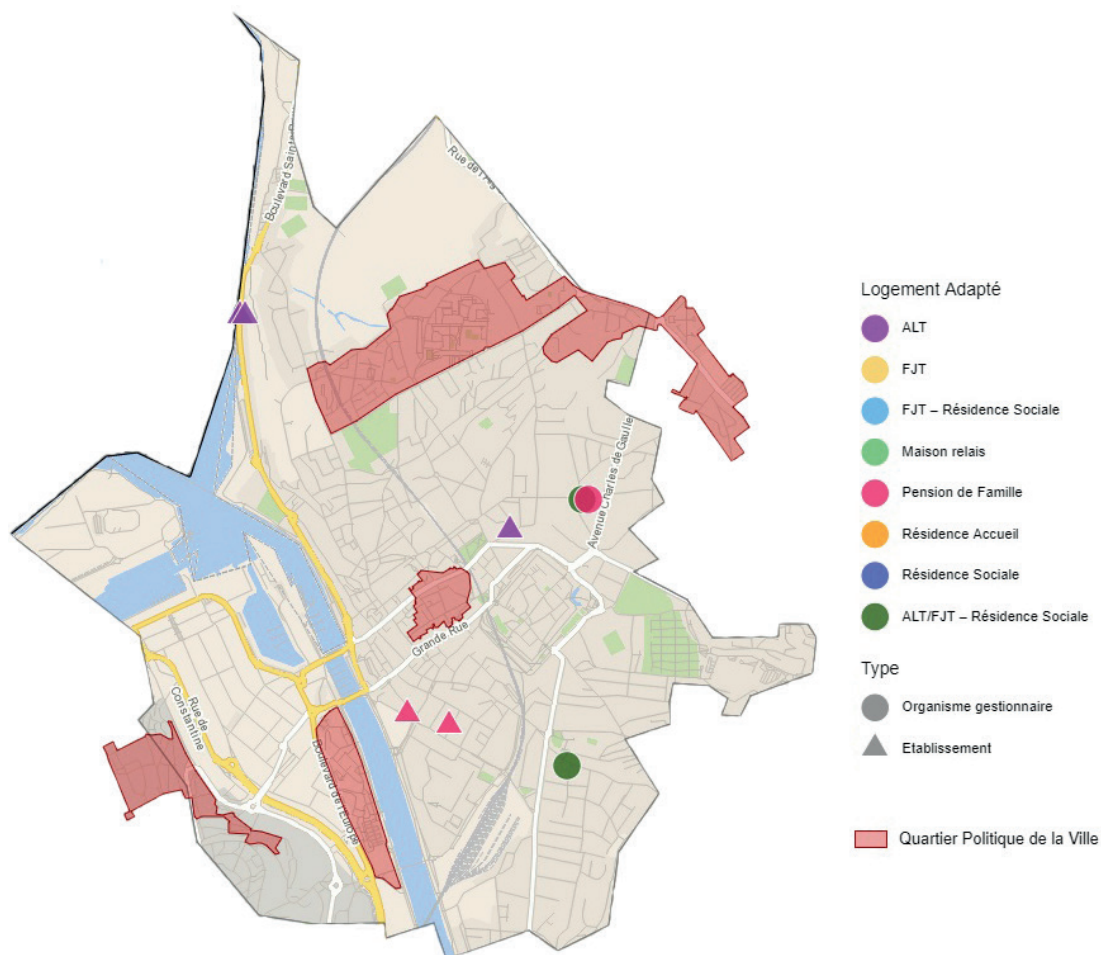 Boulevard Sainte
Rue de l'A
Avenue Charles de Gaulle
Grande Rue
Rue de
Constantine
Boulevard de l'Europe
Logement Adapté
ALT
FJT
FJT – Résidence Sociale
Maison relais
Pension de Famille
Résidence Accueil
Résidence Sociale
ALT/FJT – Résidence Sociale
Type
Organisme gestionnaire
Etablissement
Quartier Politique de la Ville